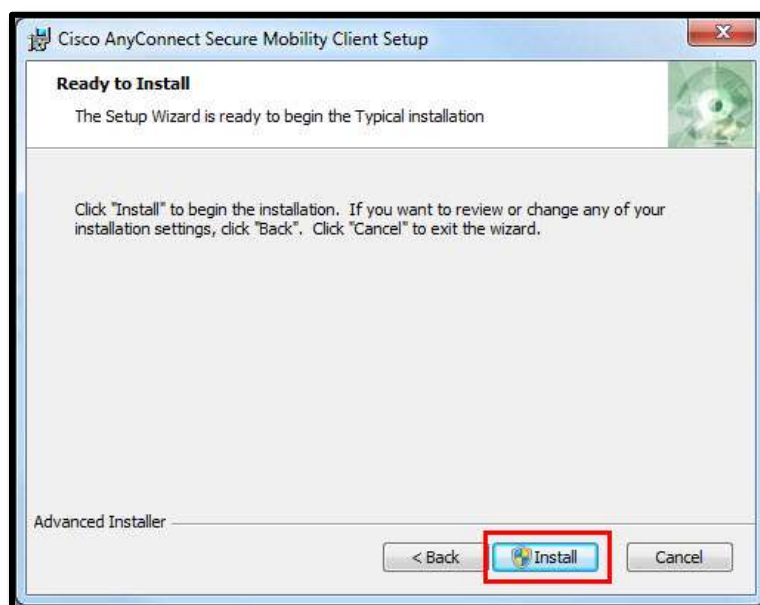 Cisco AnyConnect Secure Mobility Client Setup
Ready to Install
The Setup Wizard is ready to begin the Typical installation
Click "Install" to begin the installation. If you want to review or change any of your
installation settings, click "Back". Click "Cancel" to exit the wizard.
Advanced Installer
< Back Install Cancel